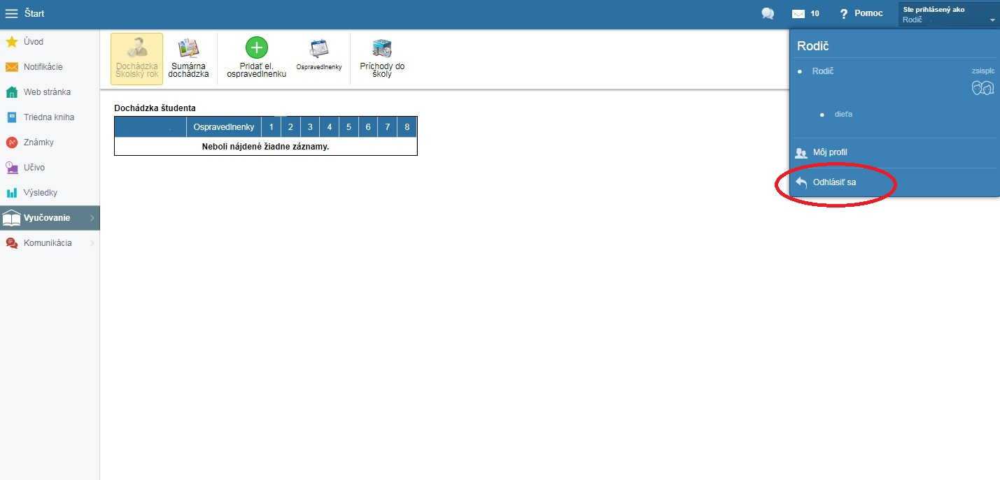 Štart
10
Pomoc
Ste prihlásený ako
Rodič
Úvod
Notifikácie
Web stránka
Triedna kniha
Známky
Učivo
Výsledky
Vyučovanie
Komunikácia
Dochádzka
Školský rok
Sumárna
dochádzka
Pridať el.
ospravedlnenku
Ospravedlnenky
Príchody do
školy
Dochádzka študenta
Ospravedlnenky 1 2 3 4 5 6 7 8
Neboli nájdené žiadne záznamy.
Rodič
Rodič zsisplc
dieťa
Môj profil
Odhlásiť sa